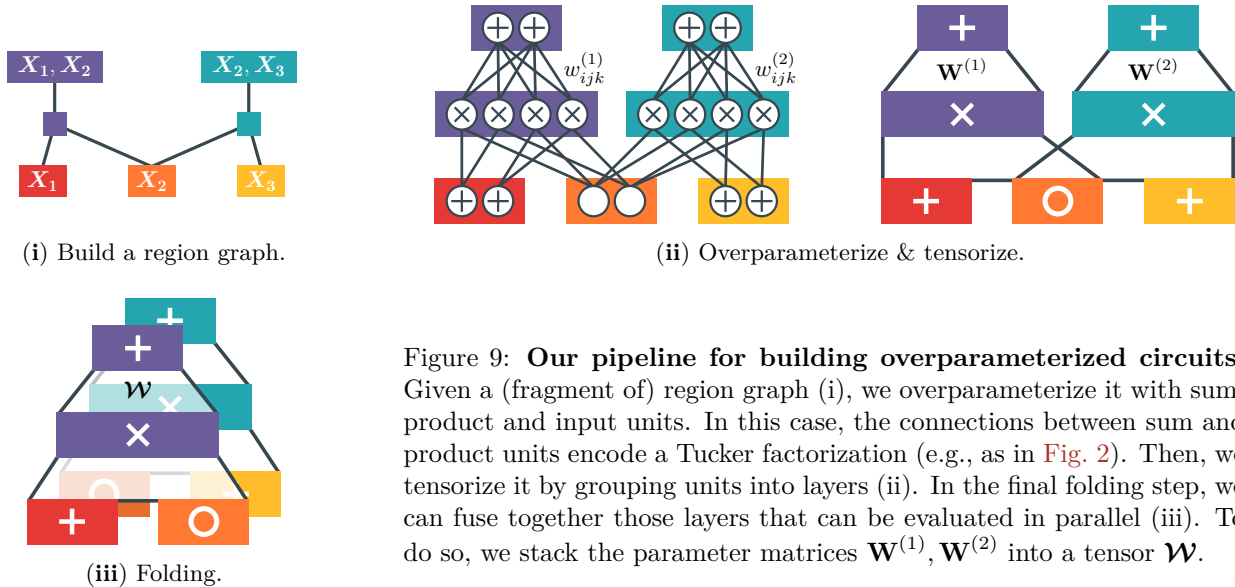 X₁, X₂
X₂, X₃
X₁
X₂
X₃
(i) Build a region graph.
w_{ijk}^{(1)}
w_{ijk}^{(2)}
W^{(1)}
W^{(2)}
(ii) Overparameterize & tensorize.
𝓦
(iii) Folding.
Figure 9: Our pipeline for building overparameterized circuits
Given a (fragment of) region graph (i), we overparameterize it with sum
product and input units. In this case, the connections between sum and
product units encode a Tucker factorization (e.g., as in Fig. 2). Then, we
tensorize it by grouping units into layers (ii). In the final folding step, we
can fuse together those layers that can be evaluated in parallel (iii). To
do so, we stack the parameter matrices W^{(1)}, W^{(2)} into a tensor 𝓦.